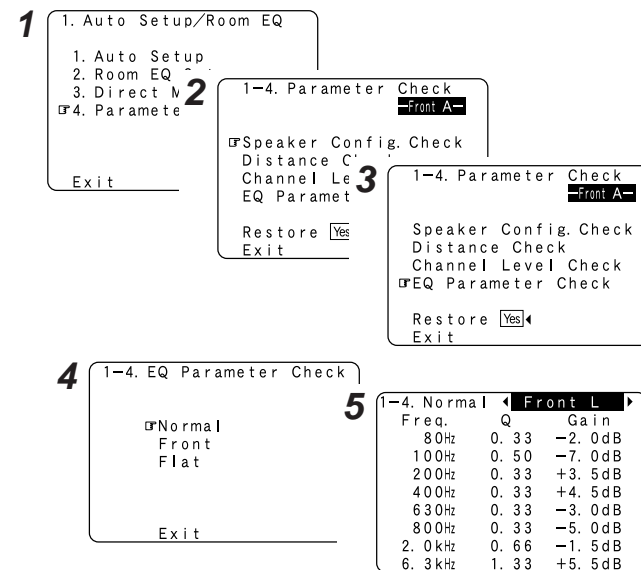 1
1. Auto Setup/Room EQ
1. Auto Setup
2. Room EQ
3. Direct
☞4. Paramete
Exit
2
1-4. Parameter Check
-Front A-
☞Speaker Config. Check
Distance
Channel Le
EQ Paramet
Restore Yes
Exit
3
1-4. Parameter Check
-Front A-
Speaker Config. Check
Distance Check
Channel Level Check
☞EQ Parameter Check
Restore Yes◀
Exit
4
1-4. EQ Parameter Check
☞Normal
Front
Flat
Exit
5
1-4. Normal ◀ Front L ▶
Freq. Q Gain
80Hz 0.33 -2.0dB
100Hz 0.50 -7.0dB
200Hz 0.33 +3.5dB
400Hz 0.33 +4.5dB
630Hz 0.33 -3.0dB
800Hz 0.33 -5.0dB
2.0kHz 0.66 -1.5dB
6.3kHz 1.33 +5.5dB